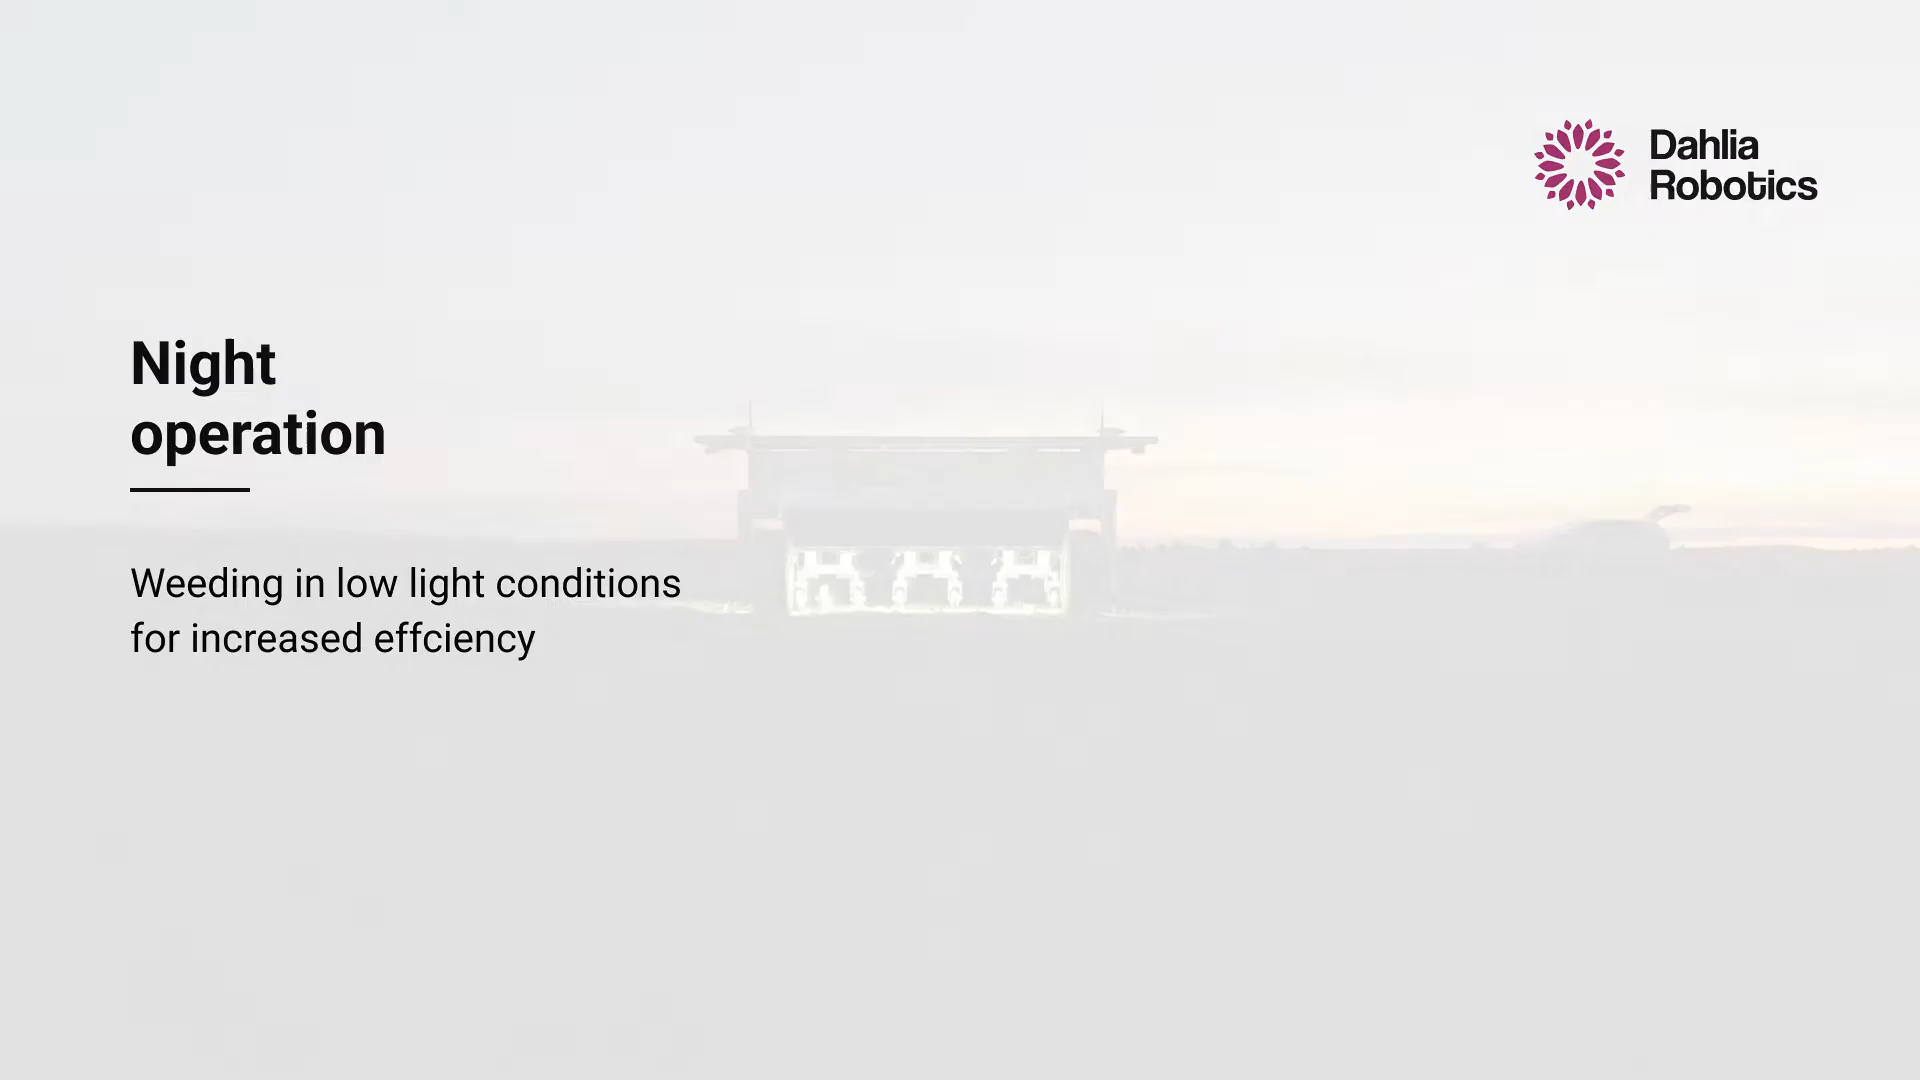 Dahlia
Robotics
Night
operation
Weeding in low light conditions
for increased effciency